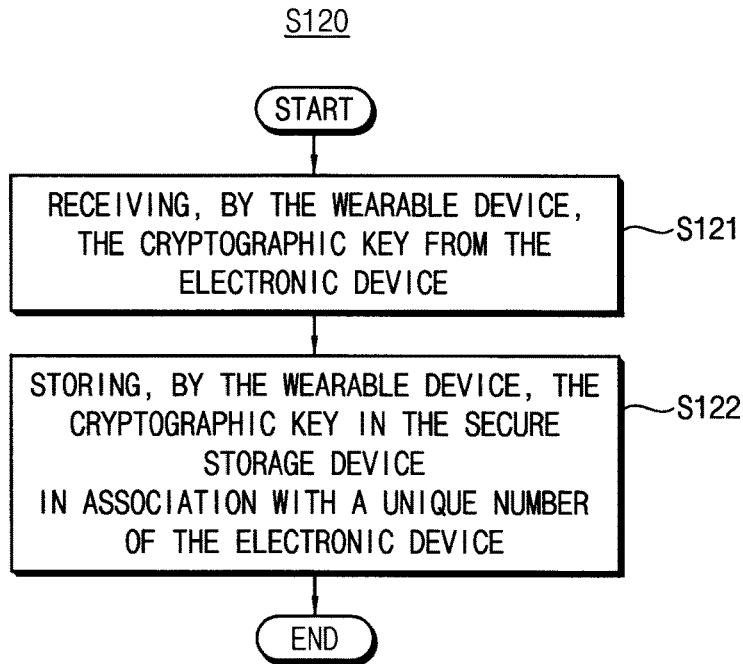 S120
START
RECEIVING, BY THE WEARABLE DEVICE,
THE CRYPTOGRAPHIC KEY FROM THE
ELECTRONIC DEVICE
S121
STORING, BY THE WEARABLE DEVICE, THE
CRYPTOGRAPHIC KEY IN THE SECURE
STORAGE DEVICE
IN ASSOCIATION WITH A UNIQUE NUMBER
OF THE ELECTRONIC DEVICE
S122
END